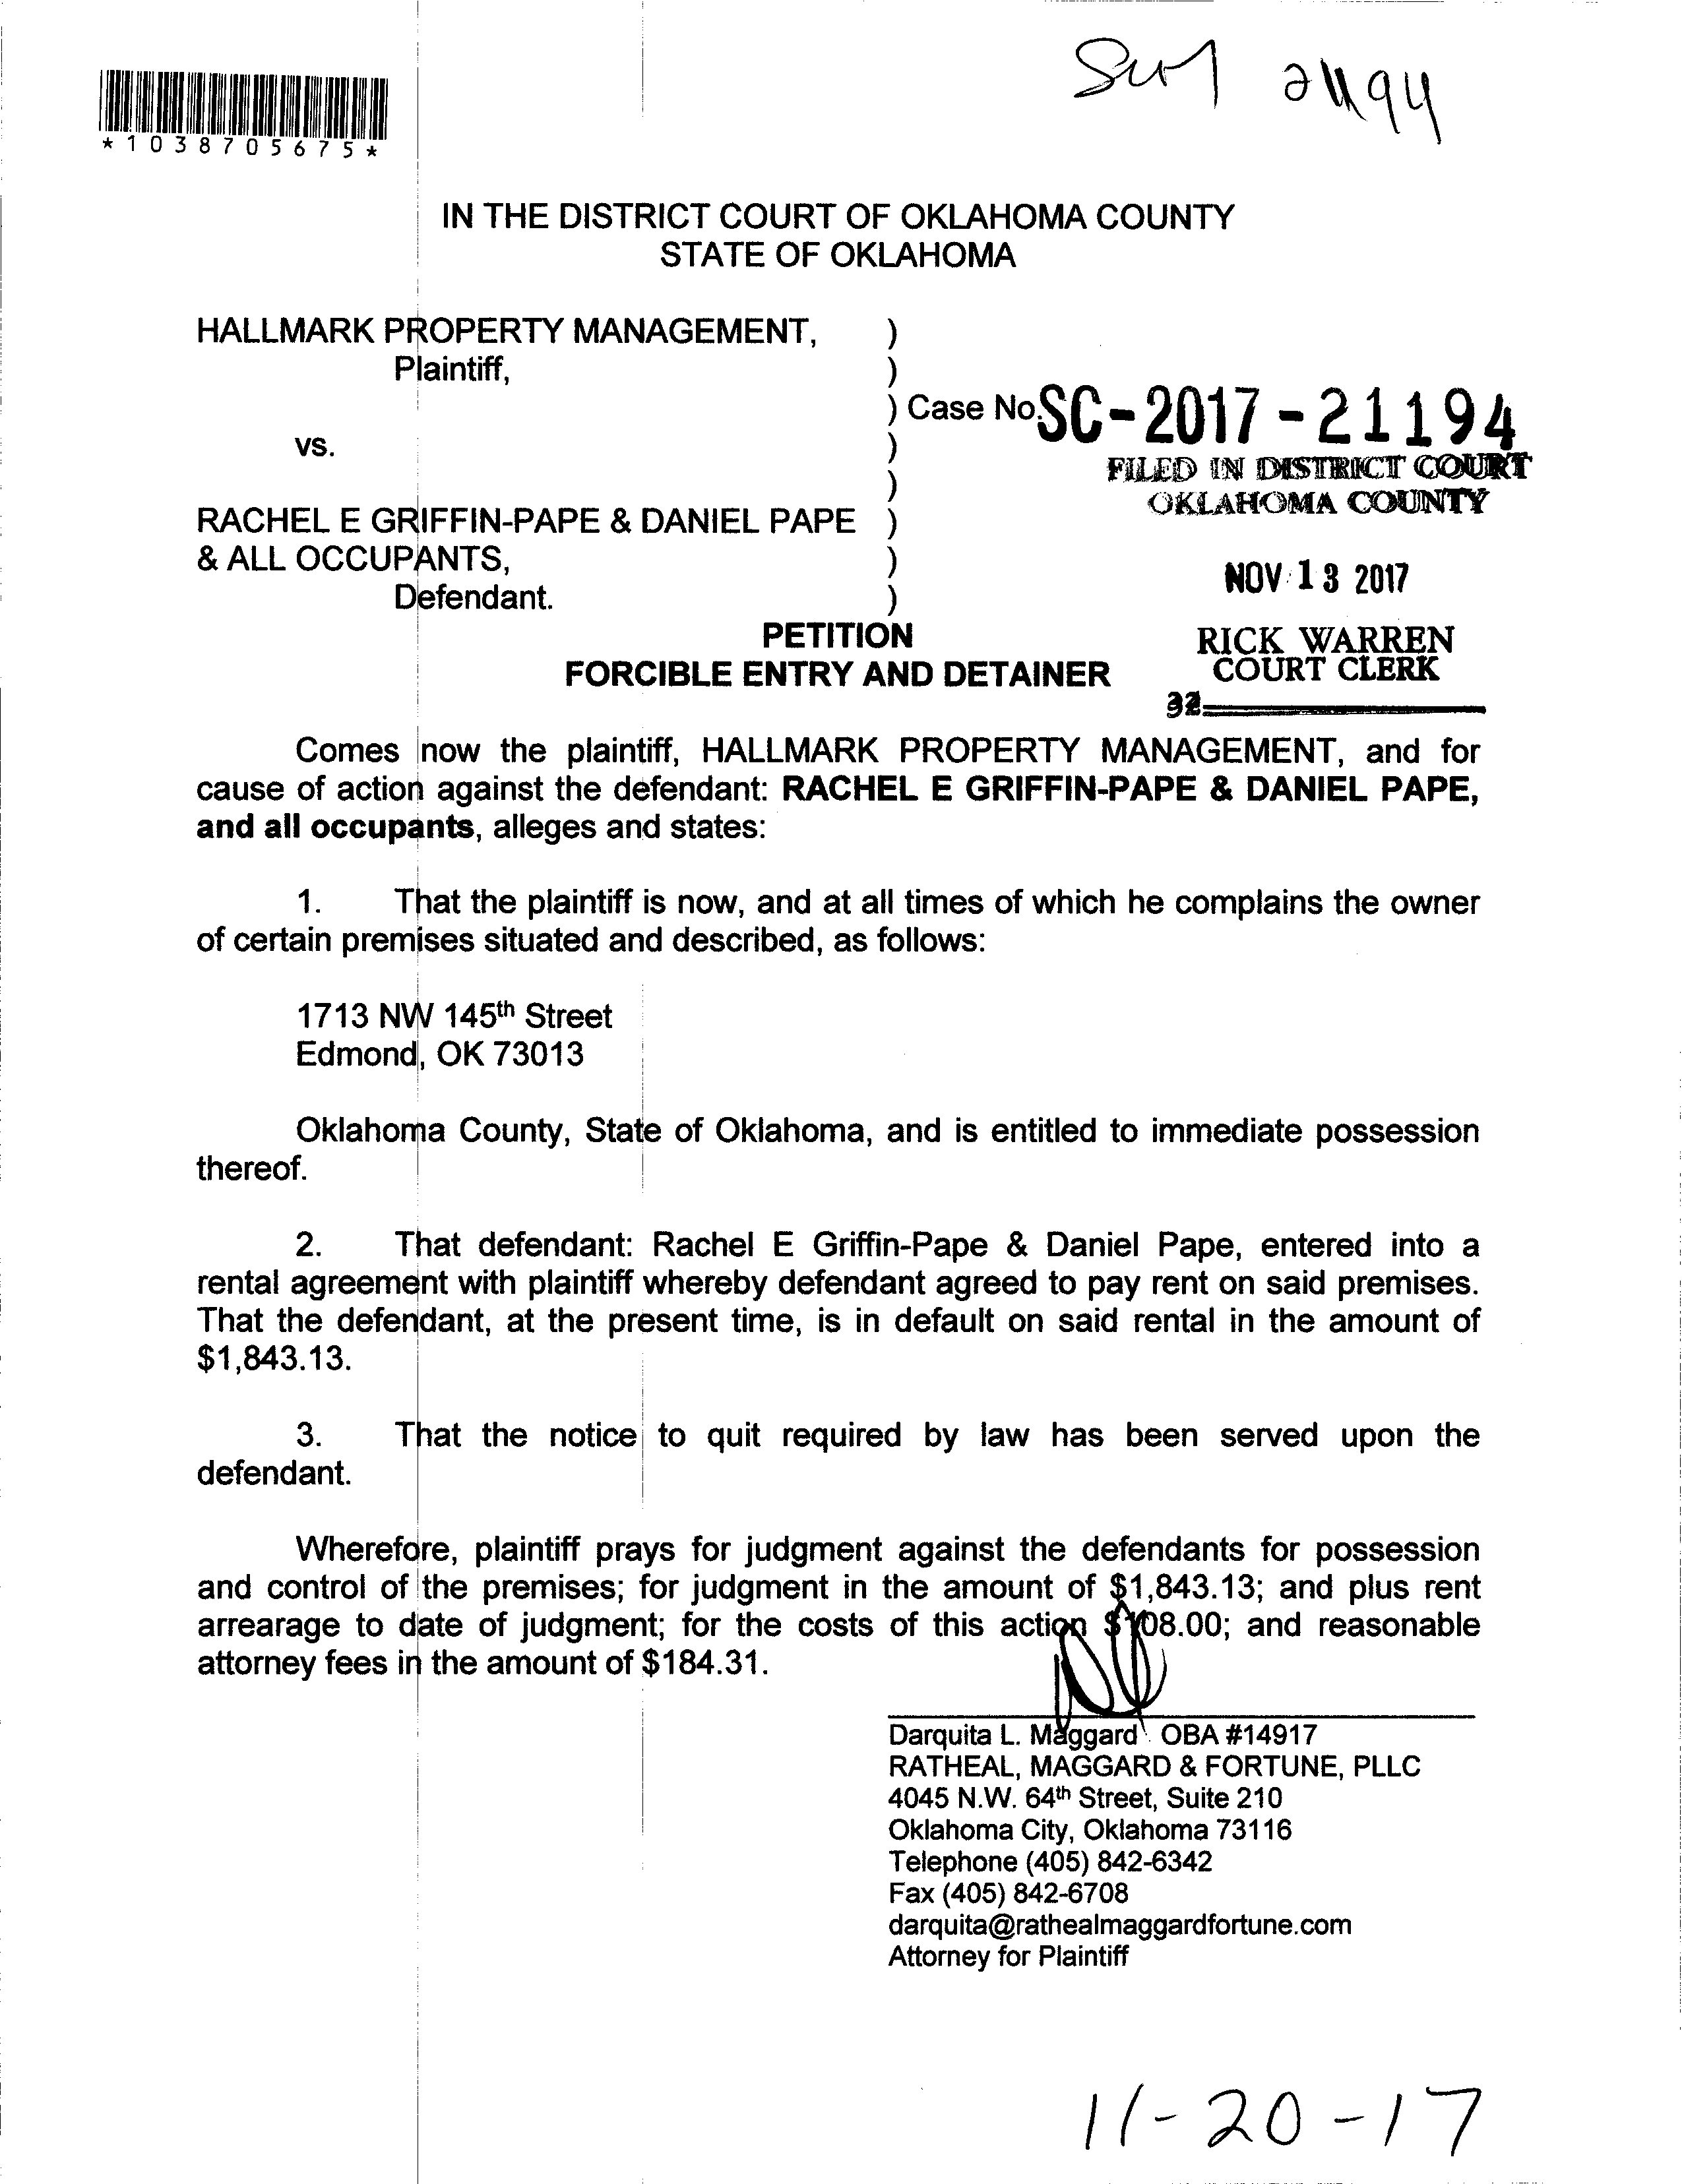 *1038705675*
IN THE DISTRICT COURT OF OKLAHOMA COUNTY
STATE OF OKLAHOMA
HALLMARK PROPERTY MANAGEMENT, )
Plaintiff, )
) Case No. SC-2017-21194
vs. )
FILED IN DISTRICT COURT
)
OKLAHOMA COUNTY
RACHEL E GRIFFIN-PAPE & DANIEL PAPE )
& ALL OCCUPANTS, )
NOV 13 2017
Defendant. )
PETITION
RICK WARREN
FORCIBLE ENTRY AND DETAINER
COURT CLERK
Comes now the plaintiff, HALLMARK PROPERTY MANAGEMENT, and for
cause of action against the defendant: RACHEL E GRIFFIN-PAPE & DANIEL PAPE,
and all occupants, alleges and states:
1. That the plaintiff is now, and at all times of which he complains the owner
of certain premises situated and described, as follows:
1713 NW 145th Street
Edmond, OK 73013
Oklahoma County, State of Oklahoma, and is entitled to immediate possession
thereof.
2. That defendant: Rachel E Griffin-Pape & Daniel Pape, entered into a
rental agreement with plaintiff whereby defendant agreed to pay rent on said premises.
That the defendant, at the present time, is in default on said rental in the amount of
$1,843.13.
3. That the notice to quit required by law has been served upon the
defendant.
Wherefore, plaintiff prays for judgment against the defendants for possession
and control of the premises; for judgment in the amount of $1,843.13; and plus rent
arrearage to date of judgment; for the costs of this action $108.00; and reasonable
attorney fees in the amount of $184.31.
Darquita L. Maggard OBA #14917
RATHEAL, MAGGARD & FORTUNE, PLLC
4045 N.W. 64th Street, Suite 210
Oklahoma City, Oklahoma 73116
Telephone (405) 842-6342
Fax (405) 842-6708
darquita@rathealmaggardfortune.com
Attorney for Plaintiff
11-20-17